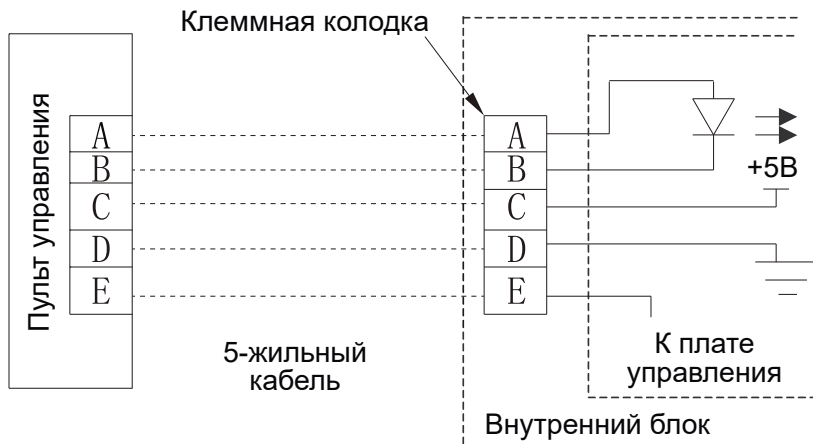 Клеммная колодка
Пульт управления
A
B
C
D
E
A
B
C
D
E
+5В
5-жильный
кабель
К плате
управления
Внутренний блок